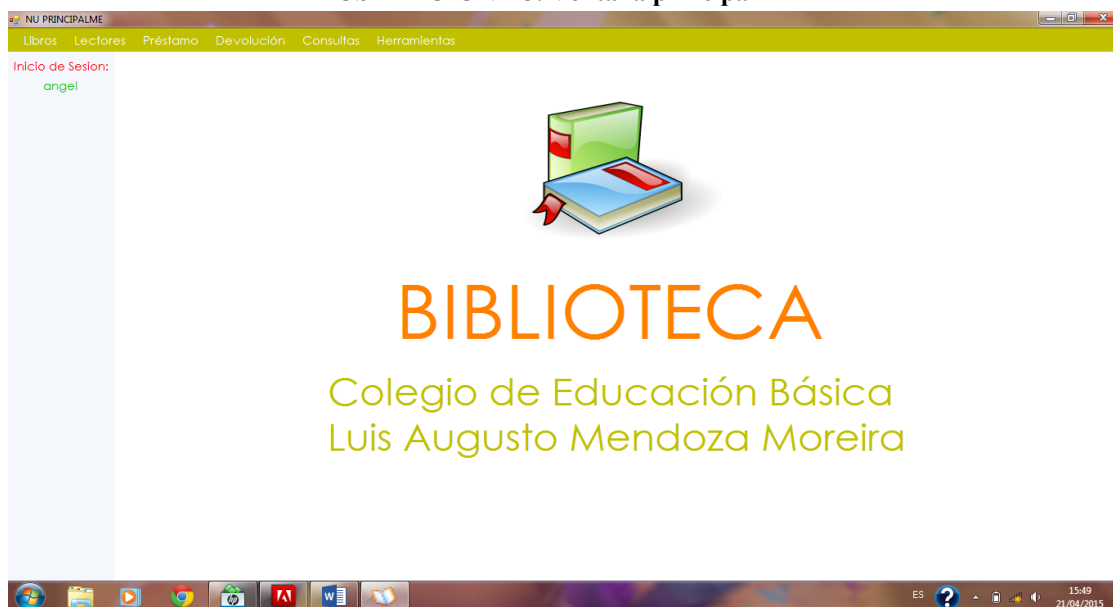 NU PRINCIPALME
Libros Lectores Préstamo Devolución Consultas Herramientas
Inicio de Sesion:
angel
BIBLIOTECA
Colegio de Educación Básica
Luis Augusto Mendoza Moreira
hp
W
ES
?
15:49
21/04/2015